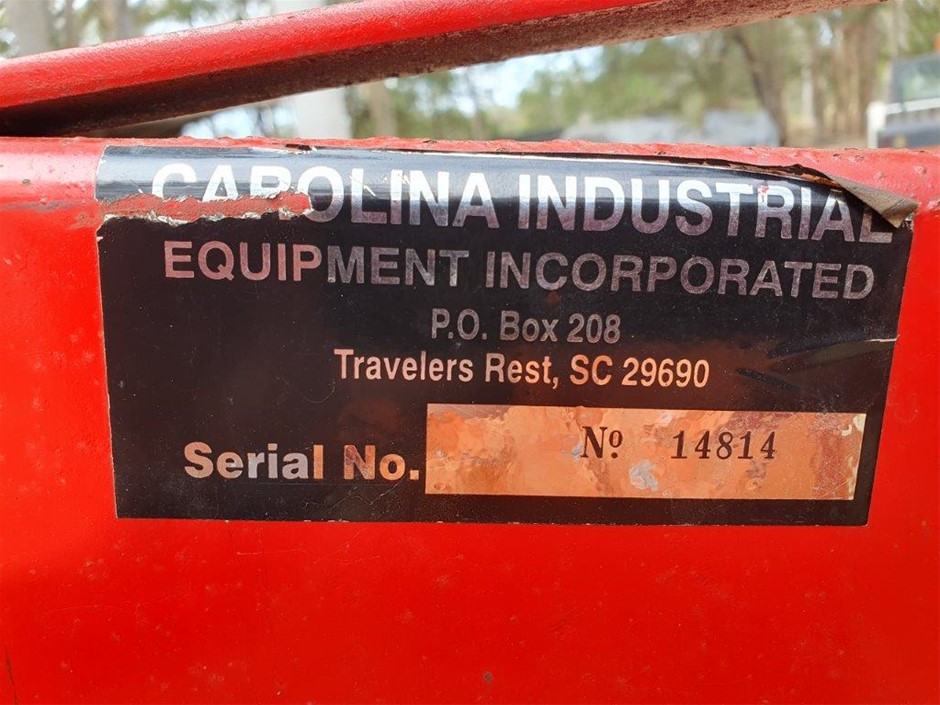 CAROLINA INDUSTRIAL
EQUIPMENT INCORPORATED
P.O. Box 208
Travelers Rest, SC 29690
Serial No. Nº 14814